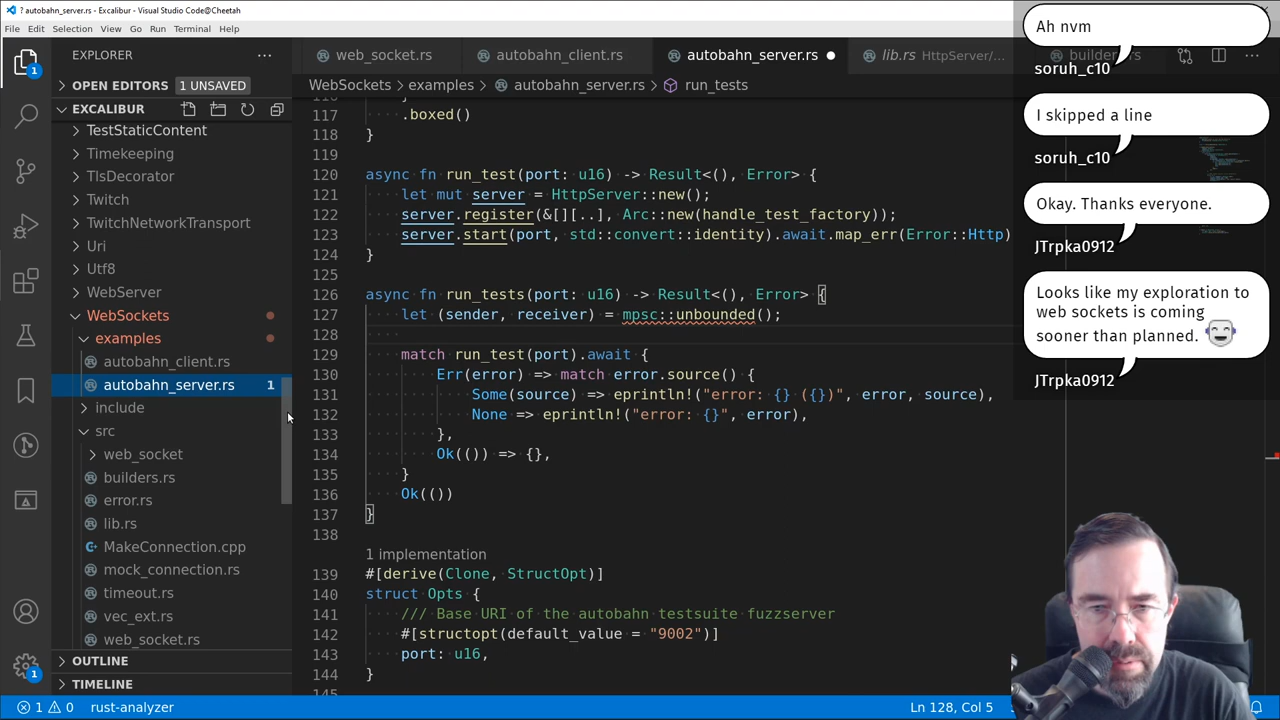 ? autobahn_server.rs - Excalibur - Visual Studio Code@Cheetah
File Edit Selection View Go Run Terminal Help
EXPLORER
OPEN EDITORS 1 UNSAVED
EXCALIBUR
TestStaticContent
Timekeeping
TlsDecorator
Twitch
TwitchNetworkTransport
Uri
Utf8
WebServer
WebSockets
examples
autobahn_client.rs
autobahn_server.rs 1
include
src
web_socket
builders.rs
error.rs
lib.rs
MakeConnection.cpp
mock_connection.rs
timeout.rs
vec_ext.rs
web_socket.rs
OUTLINE
TIMELINE
1
1
web_socket.rs autobahn_client.rs autobahn_server.rs lib.rs HttpServer/... builders.rs
WebSockets > examples > autobahn_server.rs > run_tests
117 .boxed()
118 }
119
120 async fn run_test(port: u16) -> Result<(), Error> {
121 let mut server = HttpServer::new();
122 server.register(&[][..], Arc::new(handle_test_factory));
123 server.start(port, std::convert::identity).await.map_err(Error::Http)
124 }
125
126 async fn run_tests(port: u16) -> Result<(), Error> {
127 let (sender, receiver) = mpsc::unbounded();
128
129 match run_test(port).await {
130 Err(error) => match error.source() {
131 Some(source) => eprintln!("error: {} ({})", error, source),
132 None => eprintln!("error: {}", error),
133 },
134 Ok(()) => {},
135 }
136 Ok(())
137 }
138
1 implementation
139 #[derive(Clone, StructOpt)]
140 struct Opts {
141 /// Base URI of the autobahn testsuite fuzzserver
142 #[structopt(default_value = "9002")]
143 port: u16,
144 }
Ah nvm
soruh_c10
I skipped a line
soruh_c10
Okay. Thanks everyone.
JTrpka0912
Looks like my exploration to
web sockets is coming
sooner than planned.
JTrpka0912
1 0 rust-analyzer Ln 128, Col 5